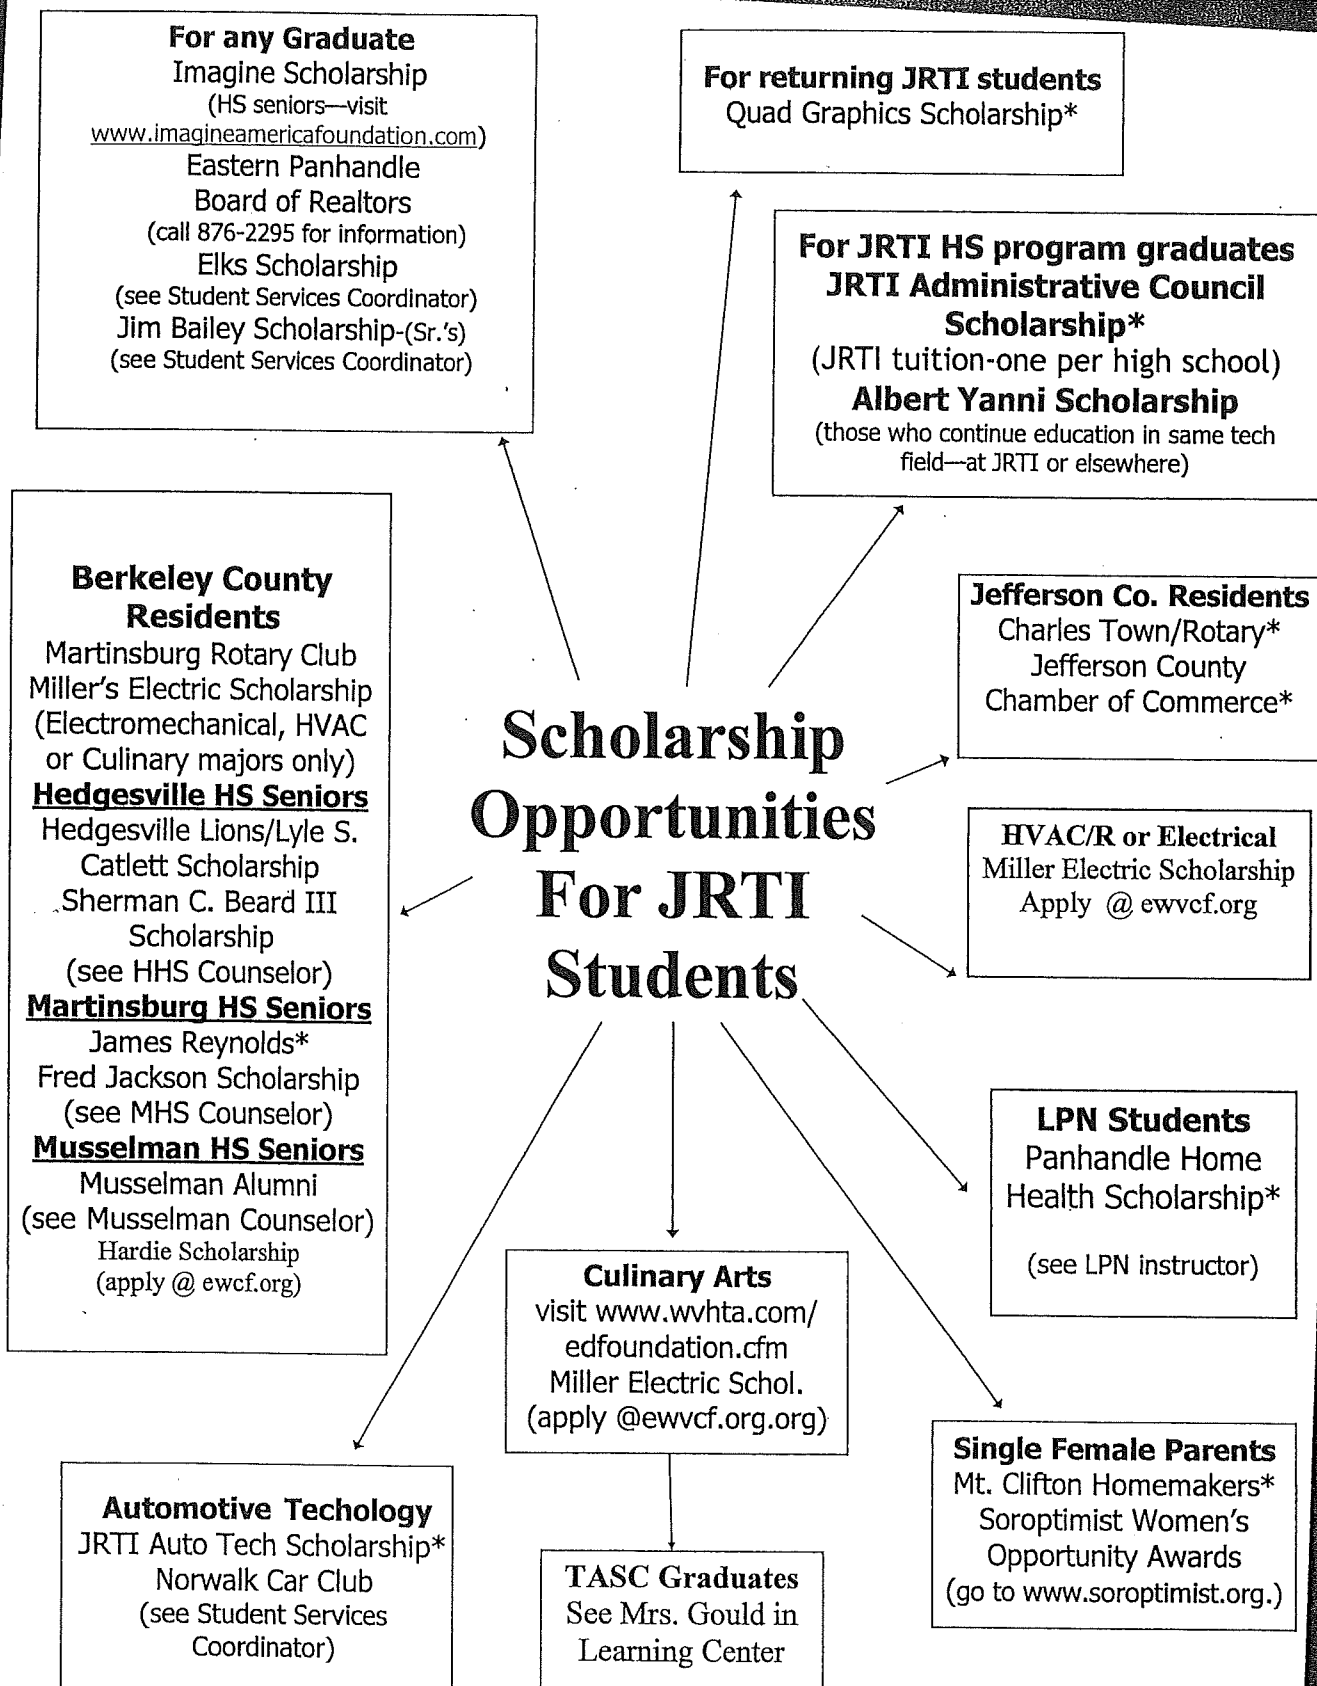 For any Graduate
Imagine Scholarship
(HS seniors—visit
www.imagineamericafoundation.com)
Eastern Panhandle
Board of Realtors
(call 876-2295 for information)
Elks Scholarship
(see Student Services Coordinator)
Jim Bailey Scholarship-(Sr.'s)
(see Student Services Coordinator)
For returning JRTI students
Quad Graphics Scholarship*
For JRTI HS program graduates
JRTI Administrative Council
Scholarship*
(JRTI tuition-one per high school)
Albert Yanni Scholarship
(those who continue education in same tech
field—at JRTI or elsewhere)
Berkeley County
Residents
Martinsburg Rotary Club
Miller's Electric Scholarship
(Electromechanical, HVAC
or Culinary majors only)
Hedgesville HS Seniors
Hedgesville Lions/Lyle S.
Catlett Scholarship
Sherman C. Beard III
Scholarship
(see HHS Counselor)
Martinsburg HS Seniors
James Reynolds*
Fred Jackson Scholarship
(see MHS Counselor)
Musselman HS Seniors
Musselman Alumni
(see Musselman Counselor)
Hardie Scholarship
(apply @ ewcf.org)
Scholarship
Opportunities
For JRTI
Students
Jefferson Co. Residents
Charles Town/Rotary*
Jefferson County
Chamber of Commerce*
HVAC/R or Electrical
Miller Electric Scholarship
Apply @ ewvcf.org
LPN Students
Panhandle Home
Health Scholarship*
(see LPN instructor)
Culinary Arts
visit www.wvhta.com/
edfoundation.cfm
Miller Electric Schol.
(apply @ewvcf.org.org)
Single Female Parents
Mt. Clifton Homemakers*
Soroptimist Women's
Opportunity Awards
(go to www.soroptimist.org.)
Automotive Techology
JRTI Auto Tech Scholarship*
Norwalk Car Club
(see Student Services
Coordinator)
TASC Graduates
See Mrs. Gould in
Learning Center